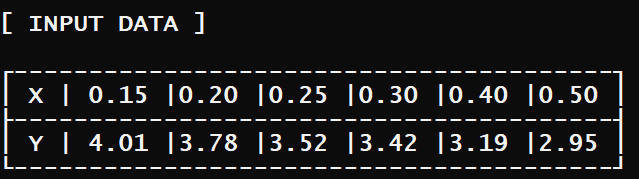 [ INPUT DATA ]
X | 0.15 |0.20 |0.25 |0.30 |0.40 |0.50
Y | 4.01 |3.78 |3.52 |3.42 |3.19 |2.95